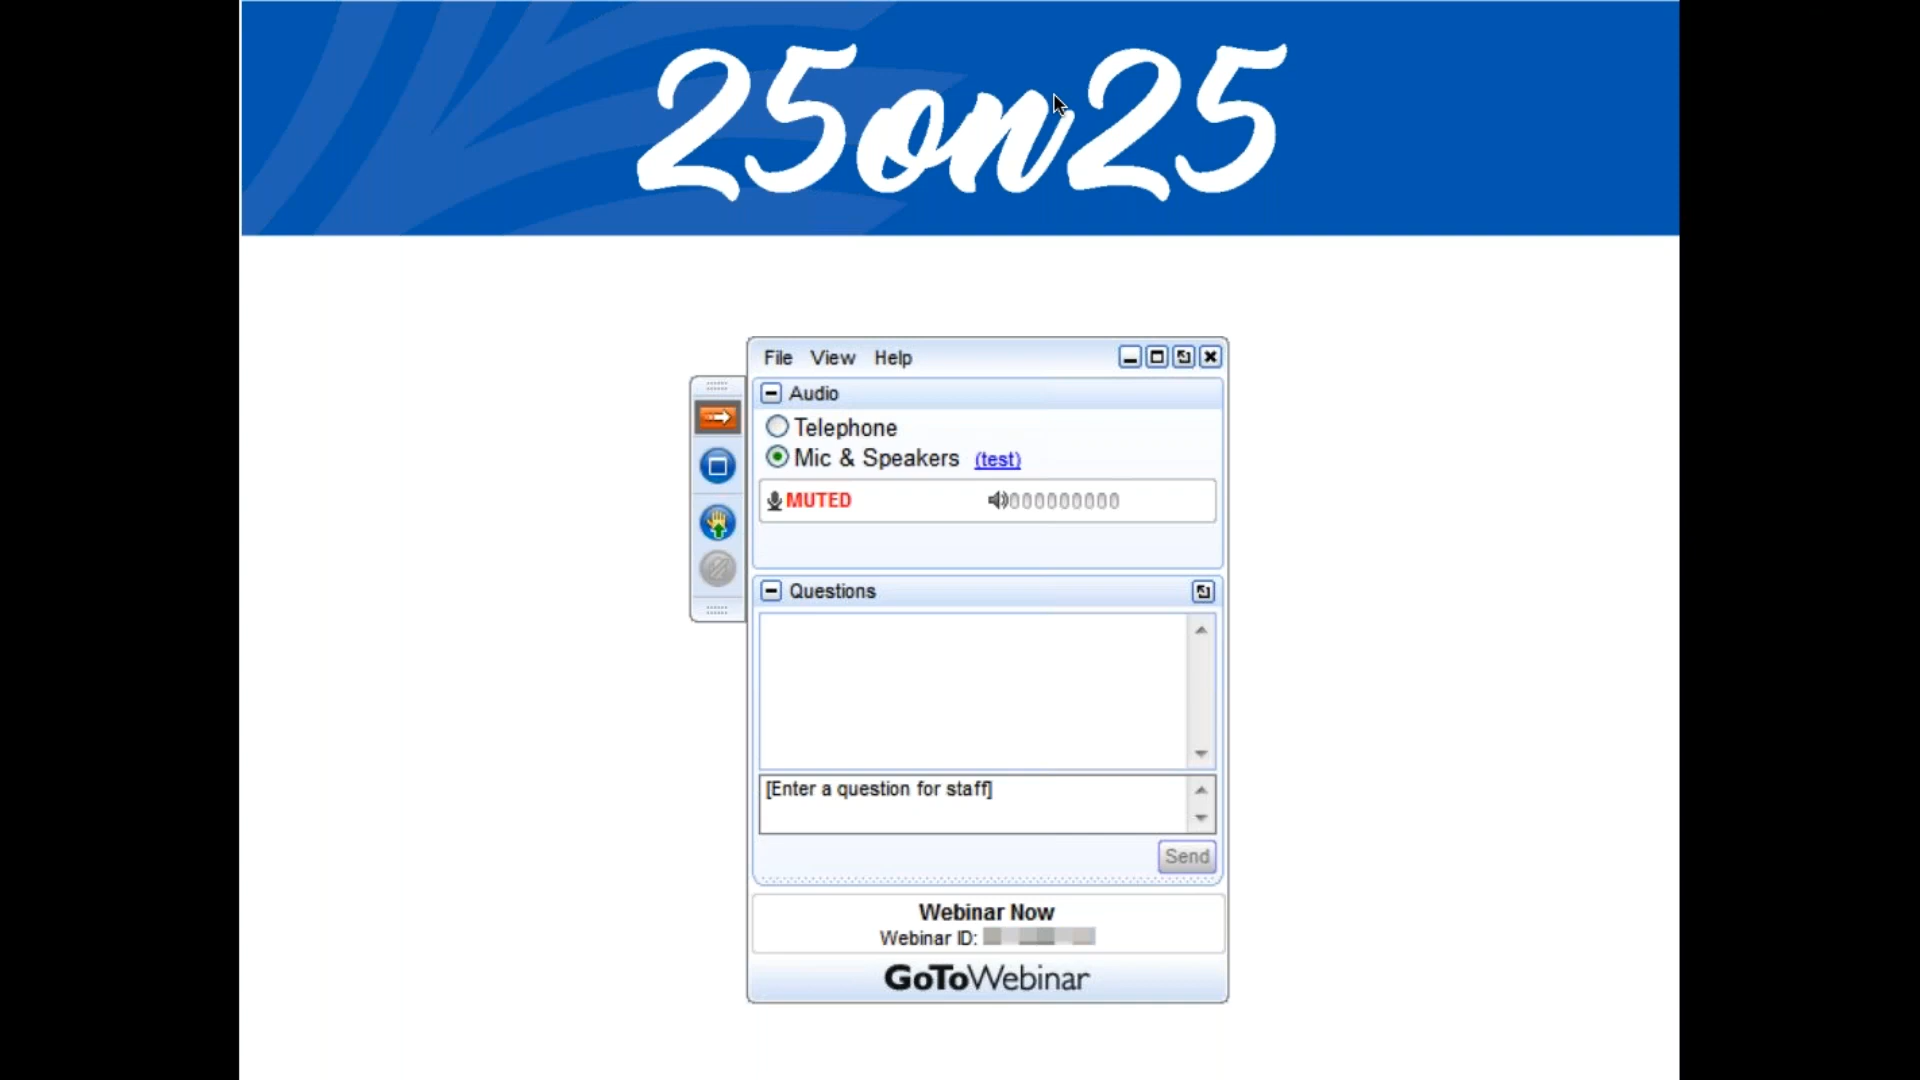 25on25
File View Help
Audio
Telephone
Mic & Speakers (test)
MUTED
Questions
[Enter a question for staff]
Send
Webinar Now
Webinar ID:
GoToWebinar